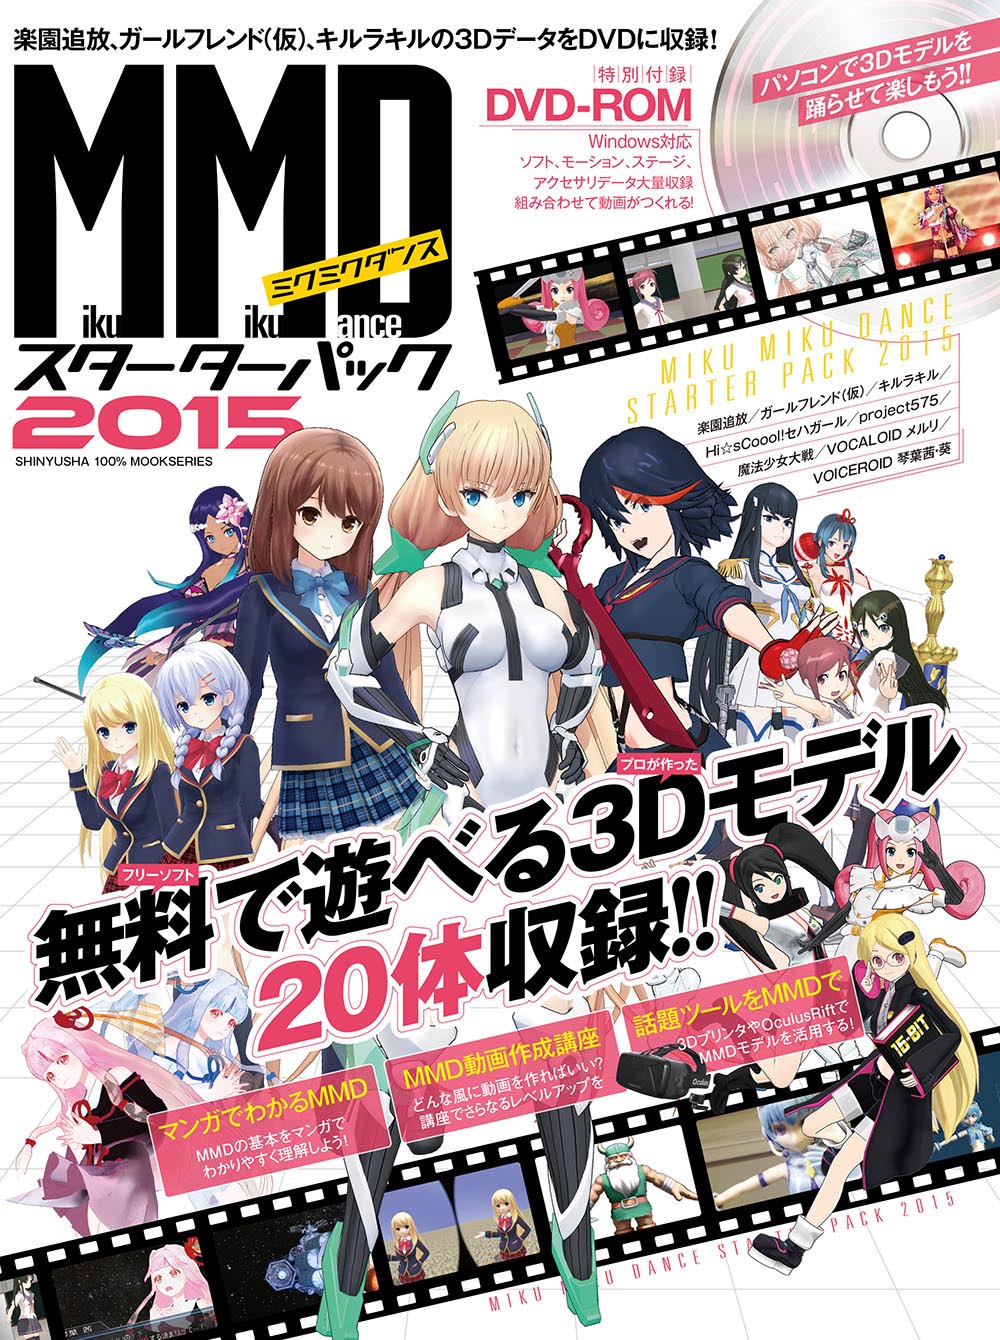 楽園追放、ガールフレンド(仮)、キルラキルの3DデータをDVDに収録!
MMD
iku iku ance
ミクミクダンス
スターターパック
2015
SHINYUSHA 100% MOOKSERIES
特別付録
DVD-ROM
Windows対応
ソフト、モーション、ステージ、
アクセサリデータ大量収録
組み合わせて動画がつくれる!
パソコンで3Dモデルを
踊らせて楽しもう!!
MIKU MIKU DANCE
STARTER PACK 2015
楽園追放/ガールフレンド(仮)/キルラキル/
Hi☆sCoool!セハガール/project575/
魔法少女大戦/VOCALOID メルリ/
VOICEROID 琴葉茜・葵
プロが作った
フリーソフト
無料で遊べる3Dモデル
20体収録!!
マンガでわかるMMD
MMDの基本をマンガで
わかりやすく理解しよう!
MMD動画作成講座
どんな風に動画を作ればいい?
講座でさらなるレベルアップを
話題ツールをMMDで
3DプリンタやOculusRiftで
MMDモデルを活用する!
Oculus
16-BIT